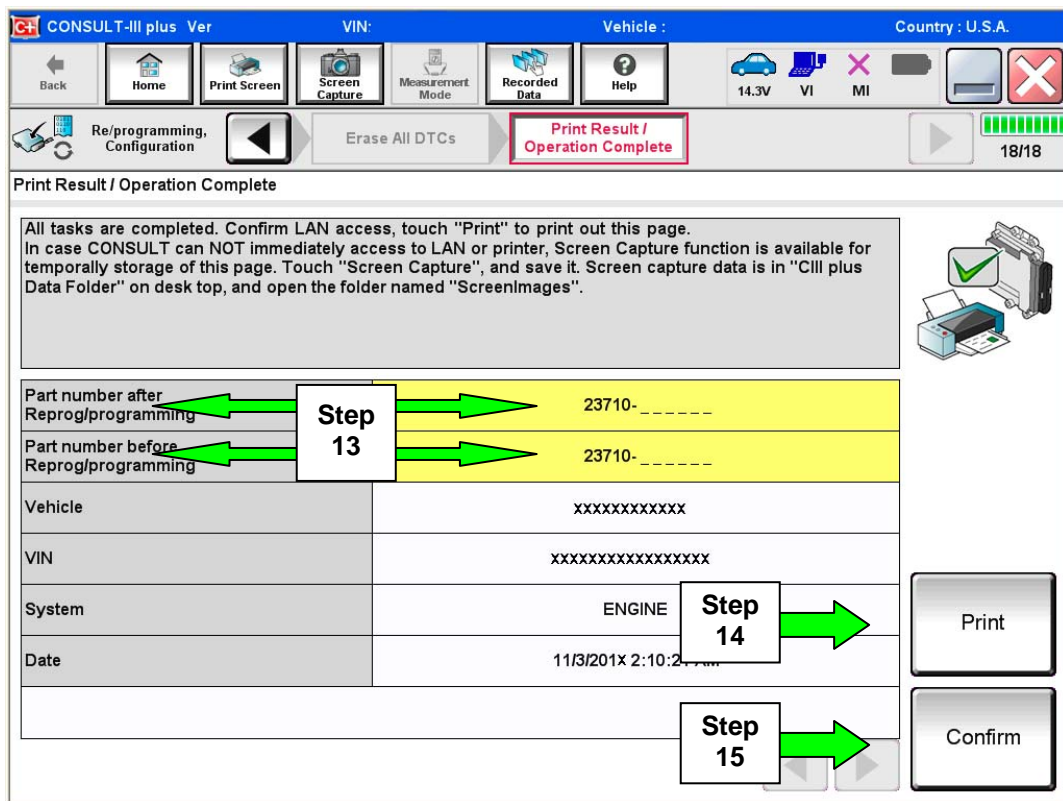 C+ CONSULT-III plus Ver VIN: Vehicle : Country : U.S.A.
Back
Home
Print Screen
Screen
Capture
Measurement
Mode
Recorded
Data
? Help
14.3V VI MI
Re/programming,
Configuration
Erase All DTCs
Print Result /
Operation Complete
18/18
Print Result / Operation Complete
All tasks are completed. Confirm LAN access, touch "Print" to print out this page.
In case CONSULT can NOT immediately access to LAN or printer, Screen Capture function is available for
temporally storage of this page. Touch "Screen Capture", and save it. Screen capture data is in "CIII plus
Data Folder" on desk top, and open the folder named "ScreenImages".
Part number after
Reprog/programming
23710-_ _ _ _ _ _
Step
13
Part number before
Reprog/programming
23710-_ _ _ _ _ _
Vehicle
xxxxxxxxxxxx
VIN
xxxxxxxxxxxxxxxxx
System
ENGINE
Step
14
Print
Date
11/3/201x
Step
15
Confirm